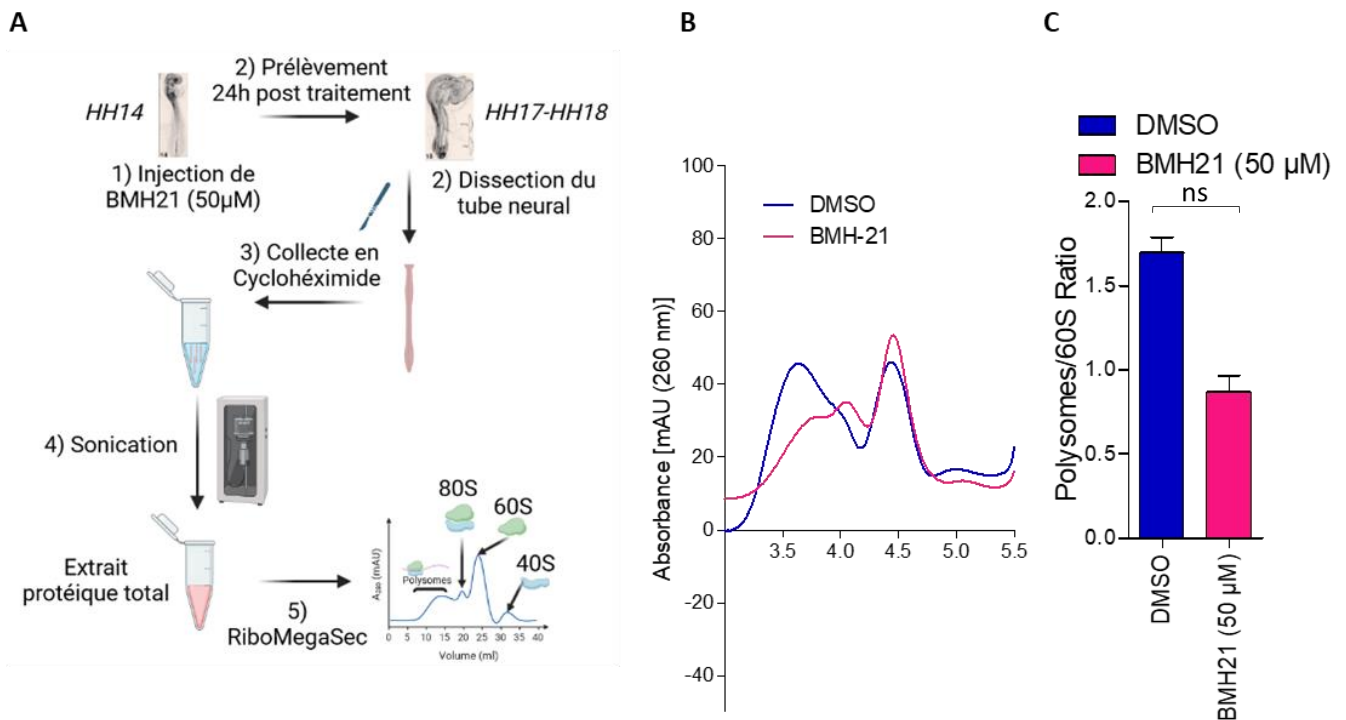 A
HH14
2) Prélèvement
24h post traitement
HH17-HH18
1) Injection de
BMH21 (50µM)
2) Dissection du
tube neural
3) Collecte en
Cyclohéximide
4) Sonication
Extrait
protéique total
5)
RiboMegaSec
80S
60S
40S
Polysomes
A260 (mAU)
0 5 10 15 20 25 30 35 40
Volume (ml)
B
DMSO
BMH-21
Absorbance [mAU (260 nm)]
100
80
60
40
20
0
-20
-40
3.5 4.0 4.5 5.0 5.5
C
DMSO
BMH21 (50 µM)
ns
Polysomes/60S Ratio
2.0
1.5
1.0
0.5
0.0
DMSO
BMH21 (50 µM)